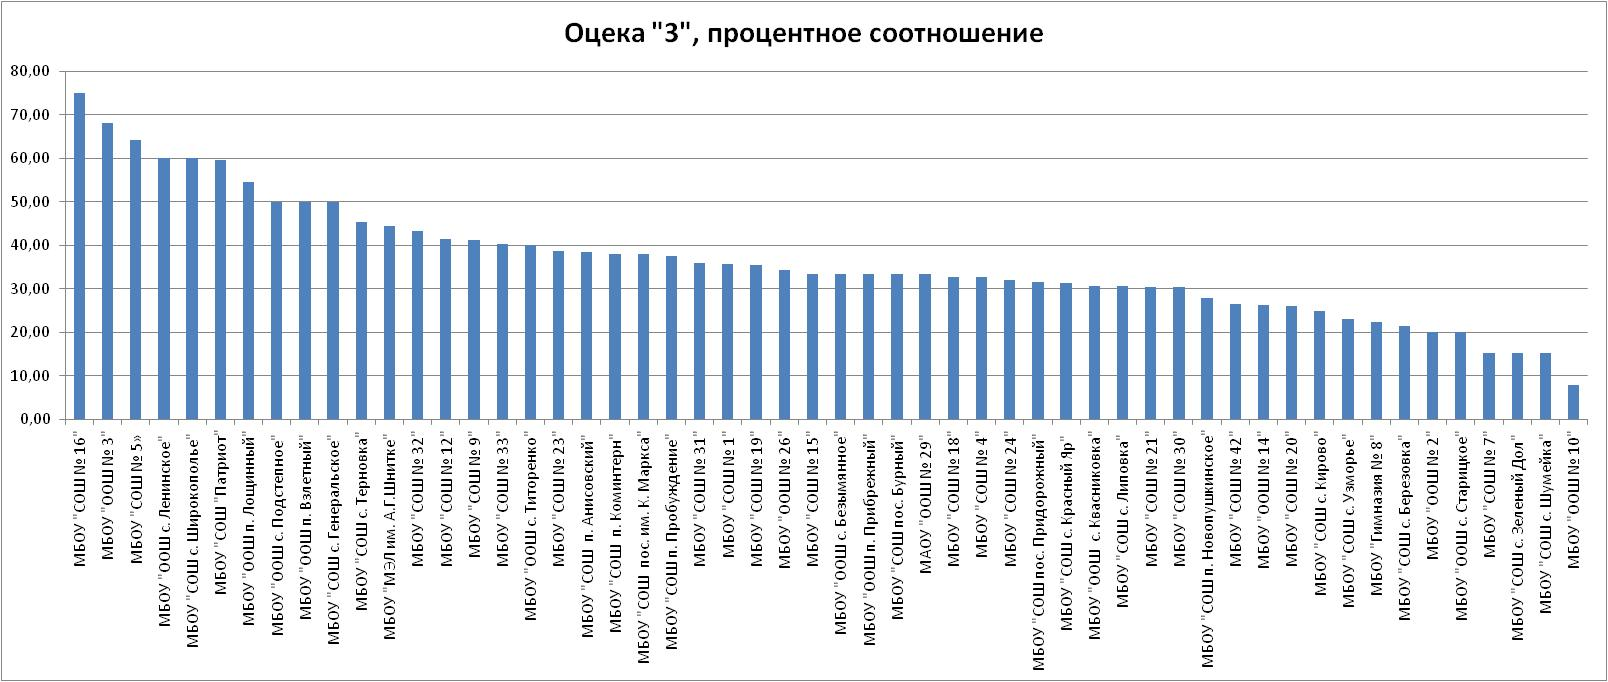 Оцека "3", процентное соотношение
80,00
70,00
60,00
50,00
40,00
30,00
20,00
10,00
0,00
МБОУ "СОШ № 16"
МБОУ "ООШ № 3"
МБОУ "СОШ № 5»
МБОУ "ООШ с. Ленинское"
МБОУ "СОШ с. Широкополье"
МБОУ "СОШ "Патриот"
МБОУ "ООШ п. Лощинный"
МБОУ "ООШ с. Подстепное"
МБОУ "ООШ п. Взлетный"
МБОУ "СОШ с. Генеральское"
МБОУ "СОШ с. Терновка"
МБОУ "МЭЛ им. А.Г.Шнитке"
МБОУ "СОШ № 32"
МБОУ "СОШ № 12"
МБОУ "СОШ № 9"
МБОУ "СОШ № 33"
МБОУ "ООШ с. Титоренко"
МБОУ "СОШ № 23"
МБОУ "СОШ п. Анисовский"
МБОУ "СОШ п. Коминтерн"
МБОУ "СОШ пос. им. К. Маркса"
МБОУ "СОШ п. Пробуждение"
МБОУ "СОШ № 31"
МБОУ "СОШ № 1"
МБОУ "СОШ № 19"
МБОУ "СОШ № 26"
МБОУ "СОШ № 15"
МБОУ "ООШ с. Безымянное"
МБОУ "ООШ п. Прибрежный"
МБОУ "СОШ пос. Бурный"
МАОУ "ООШ № 29"
МБОУ "СОШ № 18"
МБОУ "СОШ № 4"
МБОУ "СОШ № 24"
МБОУ "СОШ пос. Придорожный"
МБОУ "СОШ с. Красный Яр"
МБОУ "ООШ с. Квасниковка"
МБОУ "СОШ с. Липовка"
МБОУ "СОШ № 21"
МБОУ "СОШ № 30"
МБОУ "СОШ п. Новопушкинское"
МБОУ "СОШ № 42"
МБОУ "СОШ № 14"
МБОУ "СОШ № 20"
МБОУ "СОШ с. Кирово"
МБОУ "СОШ с. Узморье"
МБОУ "Гимназия № 8"
МБОУ "СОШ с. Березовка"
МБОУ "ООШ № 2"
МБОУ "ООШ с. Старицкое"
МБОУ "СОШ № 7"
МБОУ "СОШ с. Зеленый Дол"
МБОУ "СОШ с. Шумейка"
МБОУ "ООШ № 10"